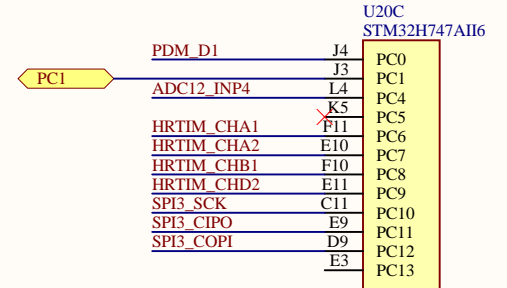 U20C
STM32H747AII6
PDM_D1 J4 PC0
PC1 J3 PC1
ADC12_INP4 L4 PC4
K5 PC5
HRTIM_CHA1 F11 PC6
HRTIM_CHA2 E10 PC7
HRTIM_CHB1 F10 PC8
HRTIM_CHD2 E11 PC9
SPI3_SCK C11 PC10
SPI3_CIPO E9 PC11
SPI3_COPI D9 PC12
E3 PC13